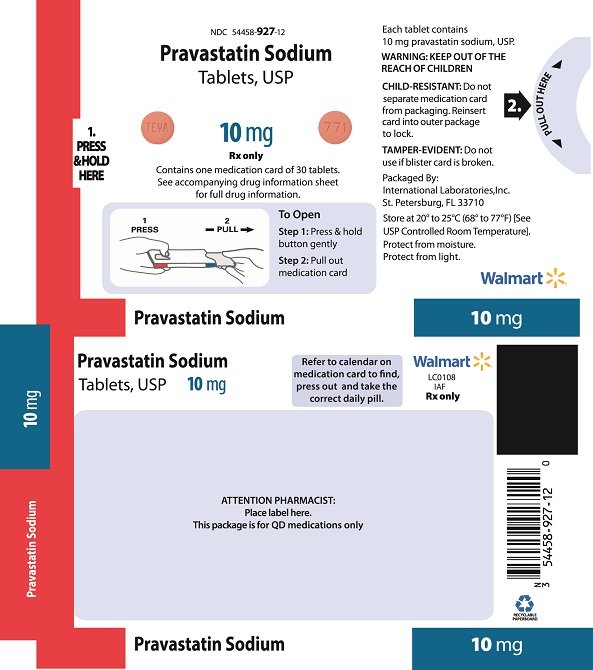 NDC 54458-927-12
Pravastatin Sodium
Tablets, USP
TEVA
771
10 mg
Rx only
Contains one medication card of 30 tablets.
See accompanying drug information sheet
for full drug information.
1.
PRESS
&HOLD
HERE
1
PRESS
2
PULL
To Open
Step 1: Press & hold
button gently
Step 2: Pull out
medication card
Each tablet contains
10 mg pravastatin sodium, USP.
WARNING: KEEP OUT OF THE
REACH OF CHILDREN
CHILD-RESISTANT: Do not
separate medication card
from packaging. Reinsert
card into outer package
to lock.
TAMPER-EVIDENT: Do not
use if blister card is broken.
Packaged By:
International Laboratories,Inc.
St. Petersburg, FL 33710
Store at 20° to 25°C (68° to 77°F) [See
USP Controlled Room Temperature].
Protect from moisture.
Protect from light.
2.
PULL OUT HERE
Walmart
Pravastatin Sodium
10 mg
Pravastatin Sodium
Tablets, USP 10 mg
Refer to calendar on
medication card to find,
press out and take the
correct daily pill.
Walmart
LC0108
IAF
Rx only
10 mg
Pravastatin Sodium
ATTENTION PHARMACIST:
Place label here.
This package is for QD medications only
N
3
54458-927-12
0
RECYCLABLE
PAPERBOARD
Pravastatin Sodium
10 mg